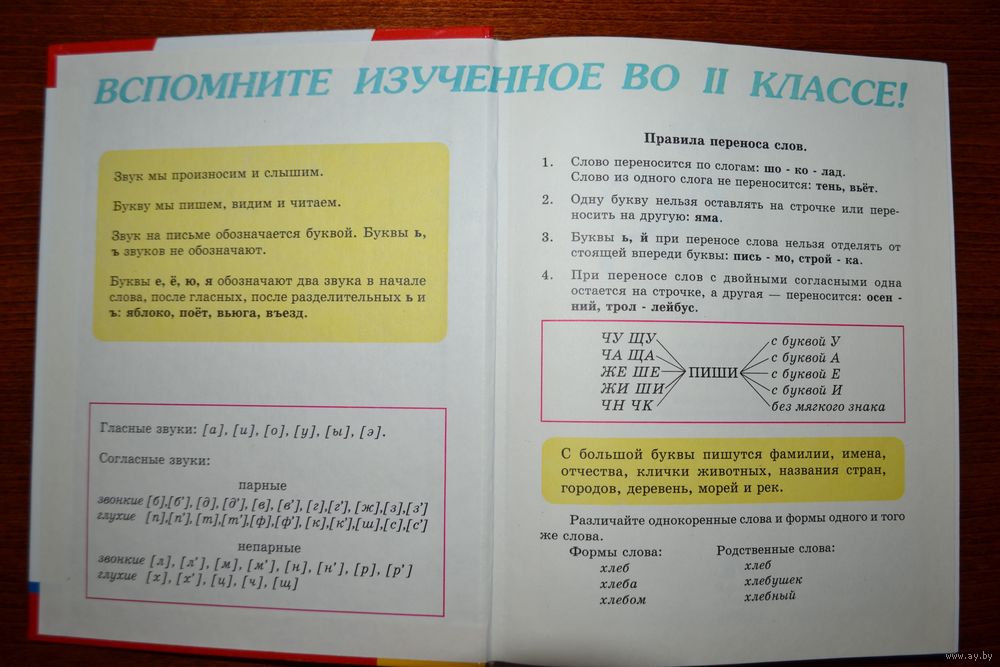 ВСПОМНИТЕ ИЗУЧЕННОЕ ВО II КЛАССЕ!
Звук мы произносим и слышим.
Букву мы пишем, видим и читаем.
Звук на письме обозначается буквой. Буквы ь,
ъ звуков не обозначают.
Буквы е, ё, ю, я обозначают два звука в начале
слова, после гласных, после разделительных ь и
ъ: яблоко, поёт, вьюга, въезд.
Гласные звуки: [а], [и], [о], [у], [ы], [э].
Согласные звуки:
парные
звонкие [б],[б'], [д], [д'], [в], [в'], [г],[г'], [ж],[з],[з']
глухие [п],[п'], [т],[т'],[ф],[ф'], [к],[к'],[ш],[с],[с']
непарные
звонкие [л], [л'], [м], [м'], [н], [н'], [р], [р']
глухие [х], [х'], [ц], [ч], [щ]
Правила переноса слов.
1. Слово переносится по слогам: шо - ко - лад.
Слово из одного слога не переносится: тень, вьёт.
2. Одну букву нельзя оставлять на строчке или пере-
носить на другую: яма.
3. Буквы ь, й при переносе слова нельзя отделять от
стоящей впереди буквы: пись - мо, строй - ка.
4. При переносе слов с двойными согласными одна
остается на строчке, а другая — переносится: осен -
ний, трол - лейбус.
ЧУ ЩУ с буквой У
ЧА ЩА с буквой А
ЖЕ ШЕ ПИШИ с буквой Е
ЖИ ШИ с буквой И
ЧН ЧК без мягкого знака
С большой буквы пишутся фамилии, имена,
отчества, клички животных, названия стран,
городов, деревень, морей и рек.
Различайте однокоренные слова и формы одного и того
же слова.
Формы слова: Родственные слова:
хлеб хлеб
хлеба хлебушек
хлебом хлебный
www.ay.by